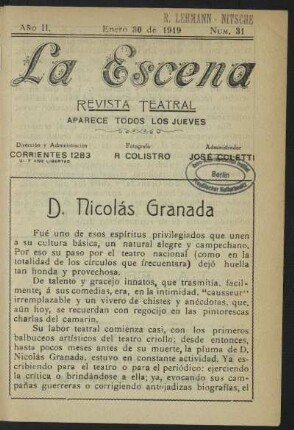 R. LEHMANN - NITSCHE
AÑO II.
Enero 30 de 1919
NUM. 31
La Escena
REVISTA TEATRAL
APARECE TODOS LOS JUEVES
Dirección y Administración
CORRIENTES 1283
Fotógrafo
R COLISTRO
Administrador
JOSÉ COLETTI
Berlin
D. Nicolás Granada
Fué uno de esos espíritus privilegiados que unen
a su cultura básica, un natural alegre y campechano.
Por eso su paso por el teatro nacional (como en la
totalidad de los círculos que frecuentara) dejó huella
tan honda y provechosa.
De talento y gracejo innatos, que trasmitía, fecil-
mente, á sus comedias, era, en la intimidad, "causseur"
irremplazable y un vivero de chistes y anécdotas, que,
aún hoy, se recuerdan con regocijo en las pintorescas
charlas del camarín.
Su labor teatral comienza casi, con los primeros
balbuceos artísticos del teatro criollo; desde entonces,
hasta pocos meses antes de su muerte, la pluma de D.
Nicolás Granada, estuvo en constante actividad. Ya es-
cribiendo para el teatro o para el periódico: ejerciendo
la crítica o brindándose a ella; ya, evocando sus cam-
pañas guerreras o corrigiendo antojadizas biografías, el